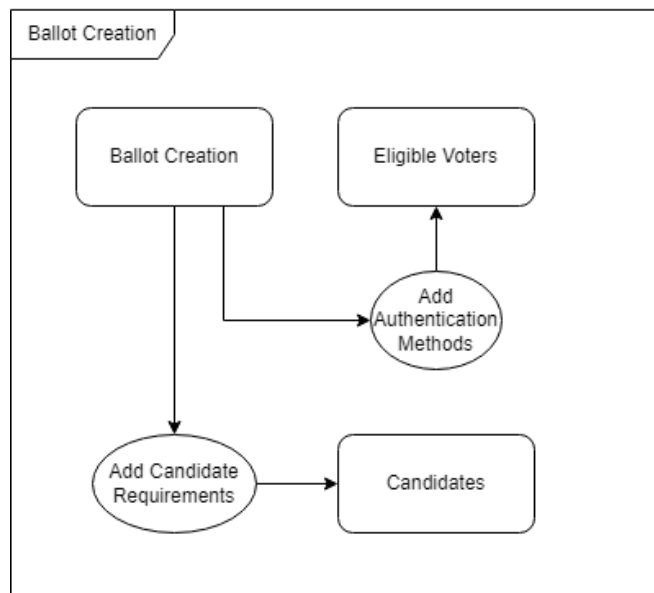 Ballot Creation
Ballot Creation
Eligible Voters
Add
Authentication
Methods
Add Candidate
Requirements
Candidates